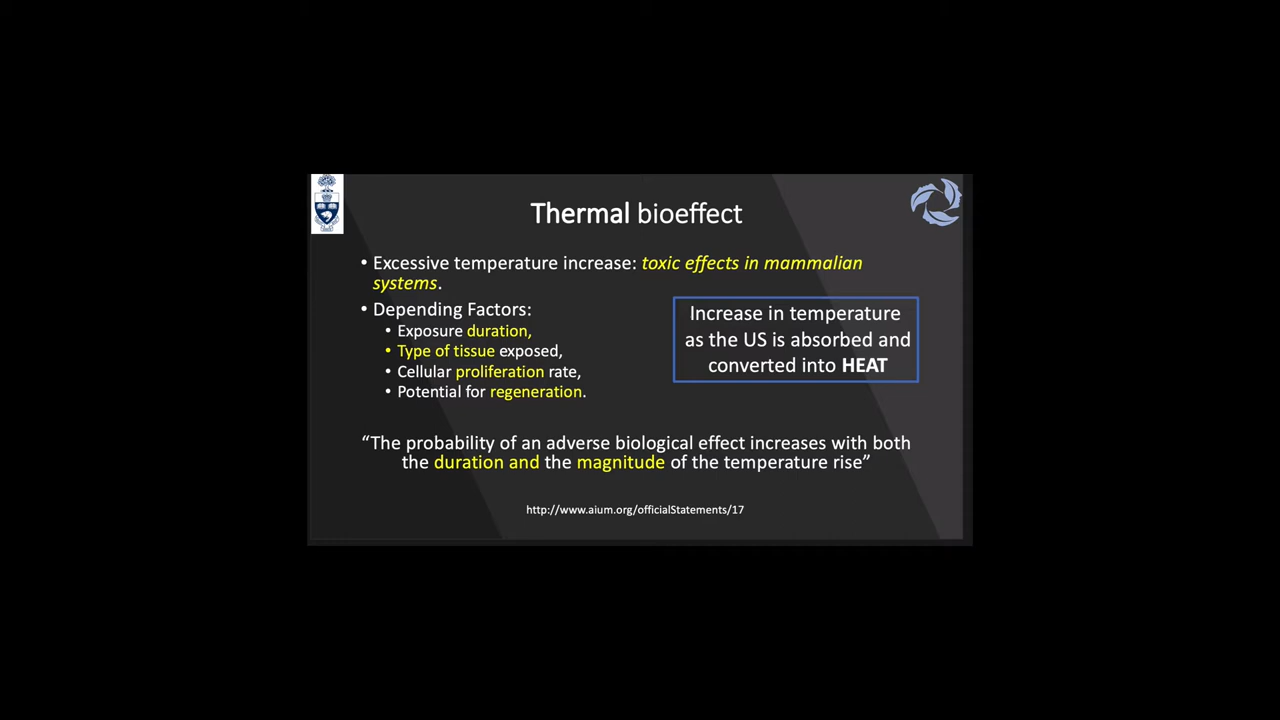 Thermal bioeffect
• Excessive temperature increase: toxic effects in mammalian
systems.
• Depending Factors:
• Exposure duration,
• Type of tissue exposed,
• Cellular proliferation rate,
• Potential for regeneration.
Increase in temperature
as the US is absorbed and
converted into HEAT
“The probability of an adverse biological effect increases with both
the duration and the magnitude of the temperature rise”
http://www.aium.org/officialStatements/17